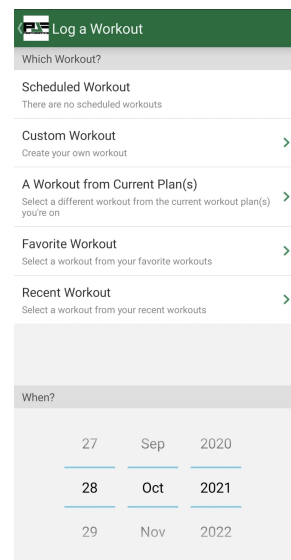 Log a Workout
Which Workout?
Scheduled Workout
There are no scheduled workouts
Custom Workout
Create your own workout
A Workout from Current Plan(s)
Select a different workout from the current workout plan(s)
you're on
Favorite Workout
Select a workout from your favorite workouts
Recent Workout
Select a workout from your recent workouts
When?
27 Sep 2020
28 Oct 2021
29 Nov 2022